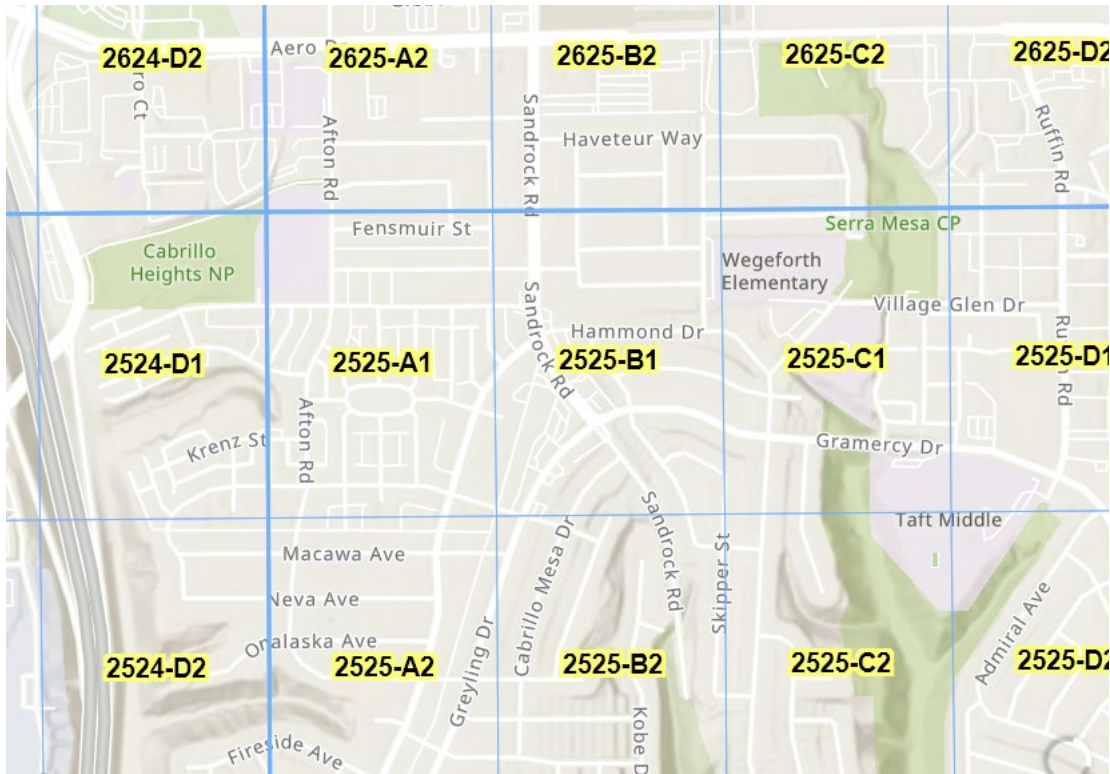 2624-D2
Aero
2625-A2
2625-B2
2625-C2
2625-D2
ro Ct
Afton Rd
Sandrock Rd
Haveteur Way
Ruffin Rd
Fensmuir St
Serra Mesa CP
Cabrillo
Heights NP
Wegeforth
Elementary
Village Glen Dr
Sandrock Rd
Hammond Dr
2524-D1
2525-A1
2525-B1
2525-C1
2525-D1
Afton Rd
Krenz St
Gramercy Dr
Sandrock Rd
Taft Middle
Macawa Ave
Cabrillo Mesa Dr
Skipper St
Neva Ave
Admiral Ave
Onalaska Ave
Greyling Dr
2524-D2
2525-A2
2525-B2
2525-C2
2525-D2
Kobe D
Fireside Ave